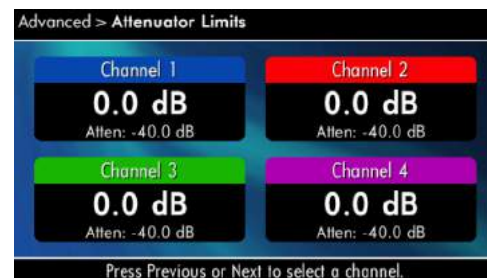 Advanced > Attenuator Limits
Channel 1
0.0 dB
Atten: -40.0 dB
Channel 2
0.0 dB
Atten: -40.0 dB
Channel 3
0.0 dB
Atten: -40.0 dB
Channel 4
0.0 dB
Atten: -40.0 dB
Press Previous or Next to select a channel.